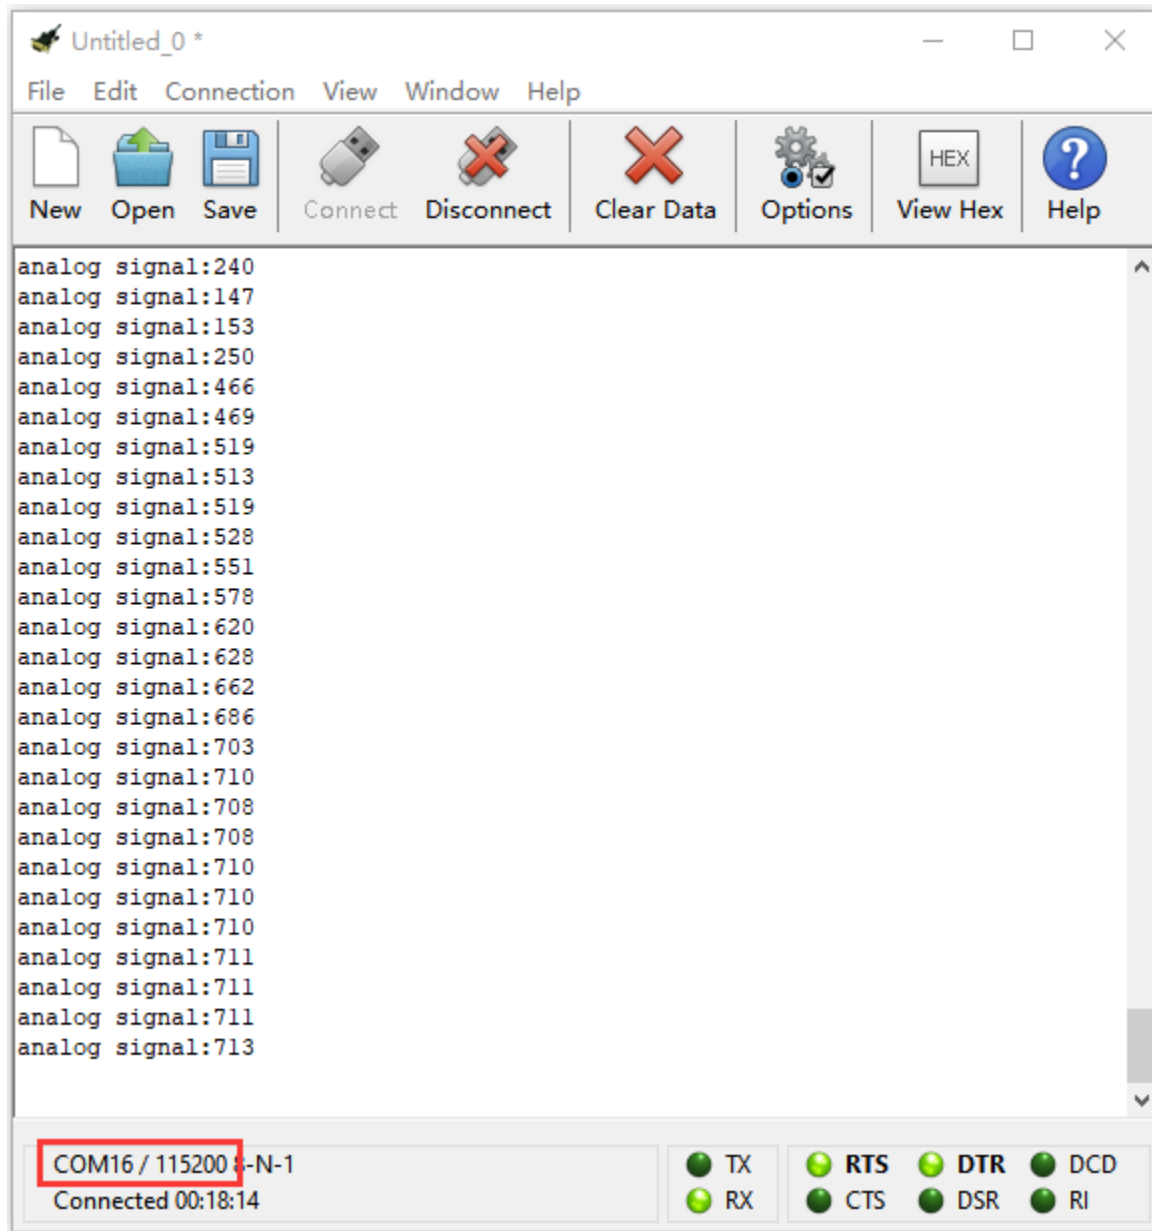 Untitled_0 *
File Edit Connection View Window Help
HEX
?
New Open Save Connect Disconnect Clear Data Options View Hex Help
analog signal:240
analog signal:147
analog signal:153
analog signal:250
analog signal:466
analog signal:469
analog signal:519
analog signal:513
analog signal:519
analog signal:528
analog signal:551
analog signal:578
analog signal:620
analog signal:628
analog signal:662
analog signal:686
analog signal:703
analog signal:710
analog signal:708
analog signal:708
analog signal:710
analog signal:710
analog signal:710
analog signal:711
analog signal:711
analog signal:711
analog signal:713
COM16 / 115200 8-N-1
Connected 00:18:14
TX RTS DTR DCD
RX CTS DSR RI